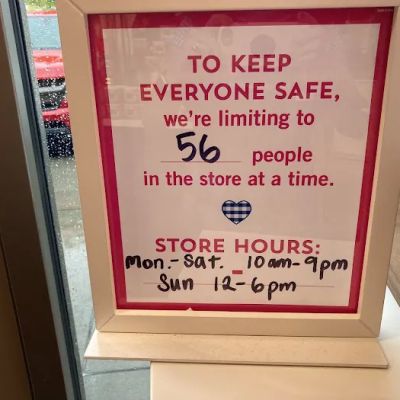 TO KEEP
EVERYONE SAFE,
we're limiting to
56 people
in the store at a time.
STORE HOURS:
Mon.-Sat. 10am-9pm
Sun 12-6pm